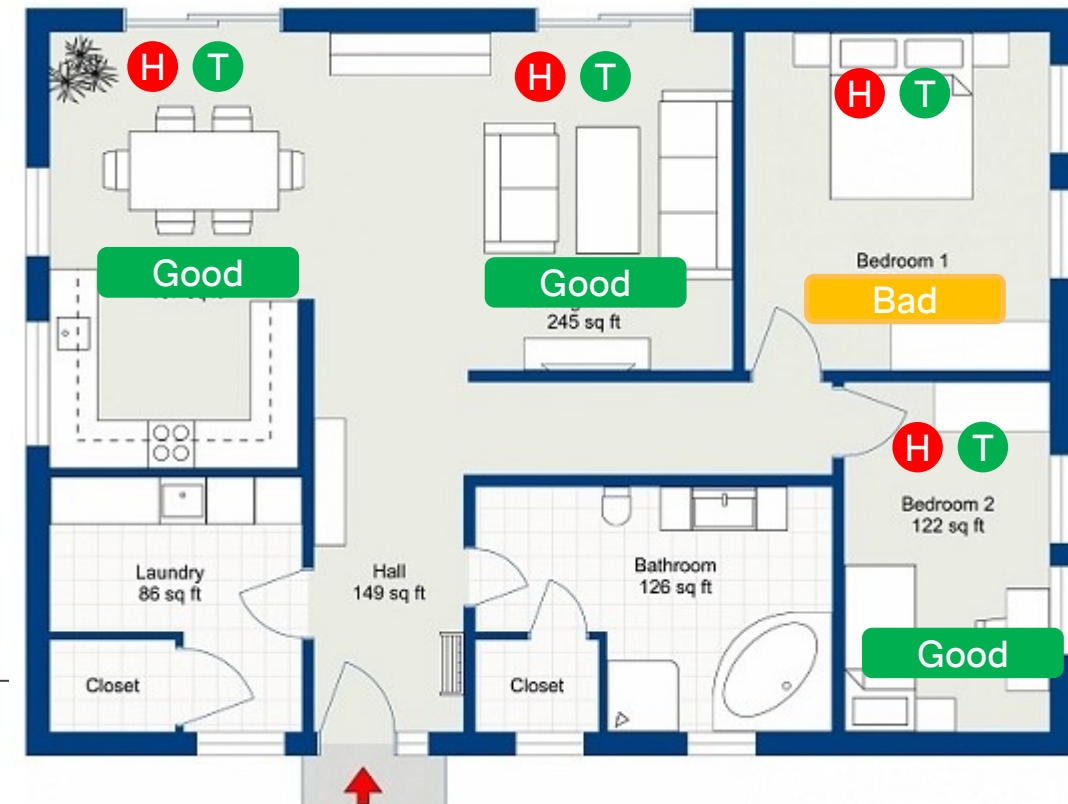 H T
H T
H T
Good
Good
245 sq ft
Bedroom 1
Bad
H T
Bedroom 2
122 sq ft
Laundry
86 sq ft
Hall
149 sq ft
Bathroom
126 sq ft
Good
Closet
Closet